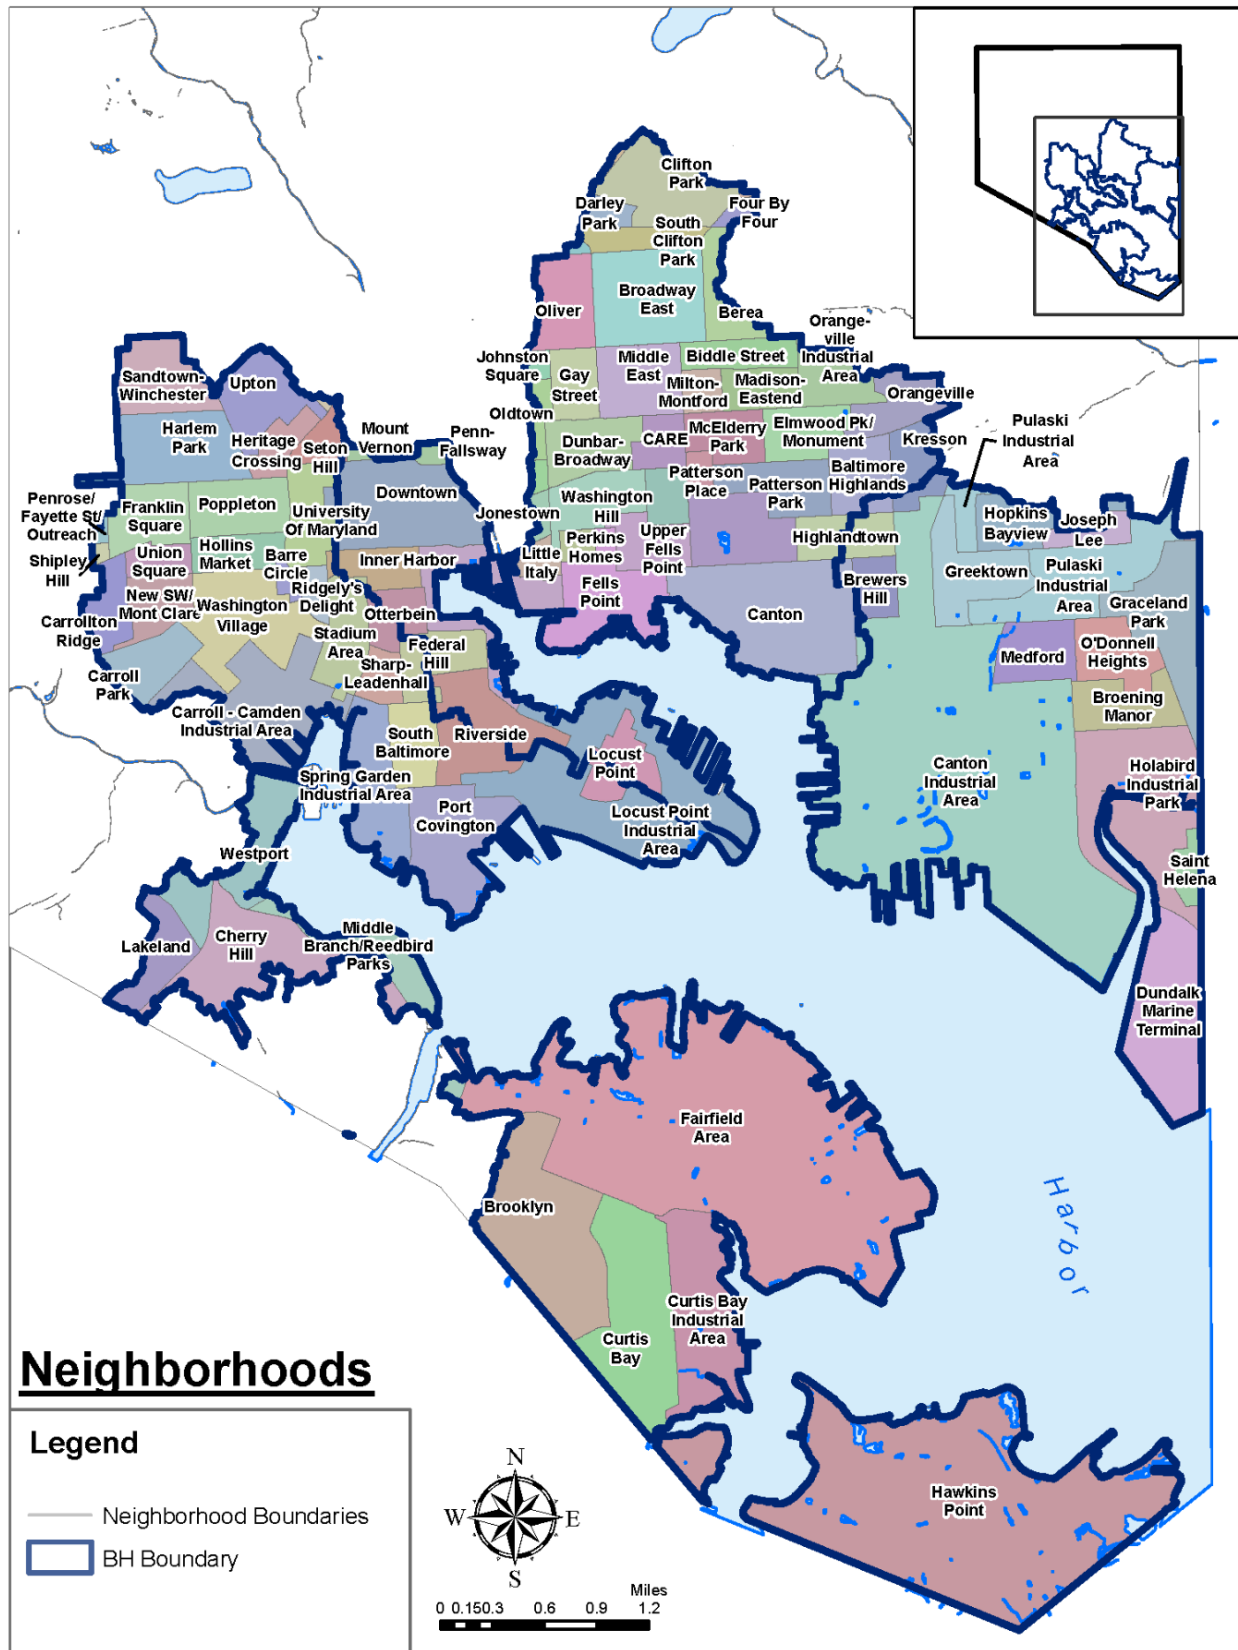 Clifton
Park
Darley
Park
Four By
Four
South
Clifton
Park
Broadway
East
Oliver
Berea
Orange-
ville
Industrial
Area
Johnston
Square
Gay
Street
Middle
East
Biddle Street
Milton-
Montford
Madison-
Eastend
Orangeville
Oldtown
Sandtown-
Winchester
Upton
Harlem
Park
Heritage
Crossing
Seton
Hill
Mount
Vernon
Penn-
Fallsway
Dunbar-
Broadway
CARE
McElderry
Park
Elmwood Pk/
Monument
Kresson
Pulaski
Industrial
Area
Patterson
Place
Patterson
Park
Baltimore
Highlands
Downtown
Jonestown
Washington
Hill
Penrose/
Fayette St/
Outreach
Franklin
Square
Poppleton
University
Of Maryland
Hopkins
Bayview
Joseph
Lee
Shipley
Hill
Union
Square
Hollins
Market
Barre
Circle
Inner Harbor
Little
Italy
Perkins
Homes
Upper
Fells
Point
Highlandtown
Greektown
Pulaski
Industrial
Area
Brewers
Hill
Graceland
Park
New SW/
Mont Clare
Washington
Village
Ridgely's
Delight
Otterbein
Fells
Point
Canton
Carrollton
Ridge
Stadium
Area
Federal
Hill
Sharp-
Leadenhall
Medford
O'Donnell
Heights
Broening
Manor
Carroll
Park
Carroll - Camden
Industrial Area
South
Baltimore
Riverside
Locust
Point
Canton
Industrial
Area
Holabird
Industrial
Park
Spring Garden
Industrial Area
Port
Covington
Locust Point
Industrial
Area
Westport
Saint
Helena
Lakeland
Cherry
Hill
Middle
Branch/Reedbird
Parks
Dundalk
Marine
Terminal
Fairfield
Area
Brooklyn
Harbor
Curtis Bay
Industrial
Area
Curtis
Bay
Hawkins
Point
Neighborhoods
Legend
Neighborhood Boundaries
BH Boundary
N
W E
S
Miles
0 0.15 0.3 0.6 0.9 1.2